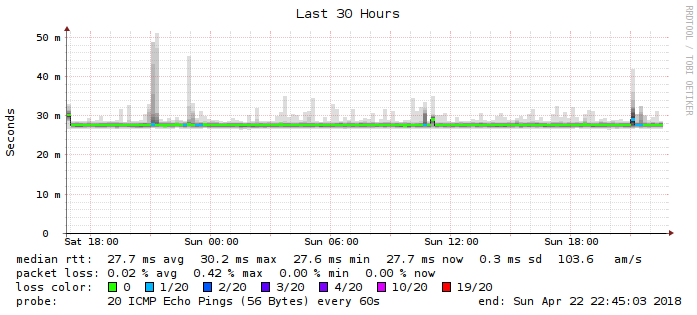 Last 30 Hours
RRDTOOL / TOBI OETIKER
50 m
40 m
30 m
20 m
10 m
0
Seconds
Sat 18:00 Sun 00:00 Sun 06:00 Sun 12:00 Sun 18:00
median rtt: 27.7 ms avg 30.2 ms max 27.6 ms min 27.7 ms now 0.3 ms sd 103.6 am/s
packet loss: 0.02 % avg 0.42 % max 0.00 % min 0.00 % now
loss color: 0 1/20 2/20 3/20 4/20 10/20 19/20
probe: 20 ICMP Echo Pings (56 Bytes) every 60s end: Sun Apr 22 22:45:03 2018